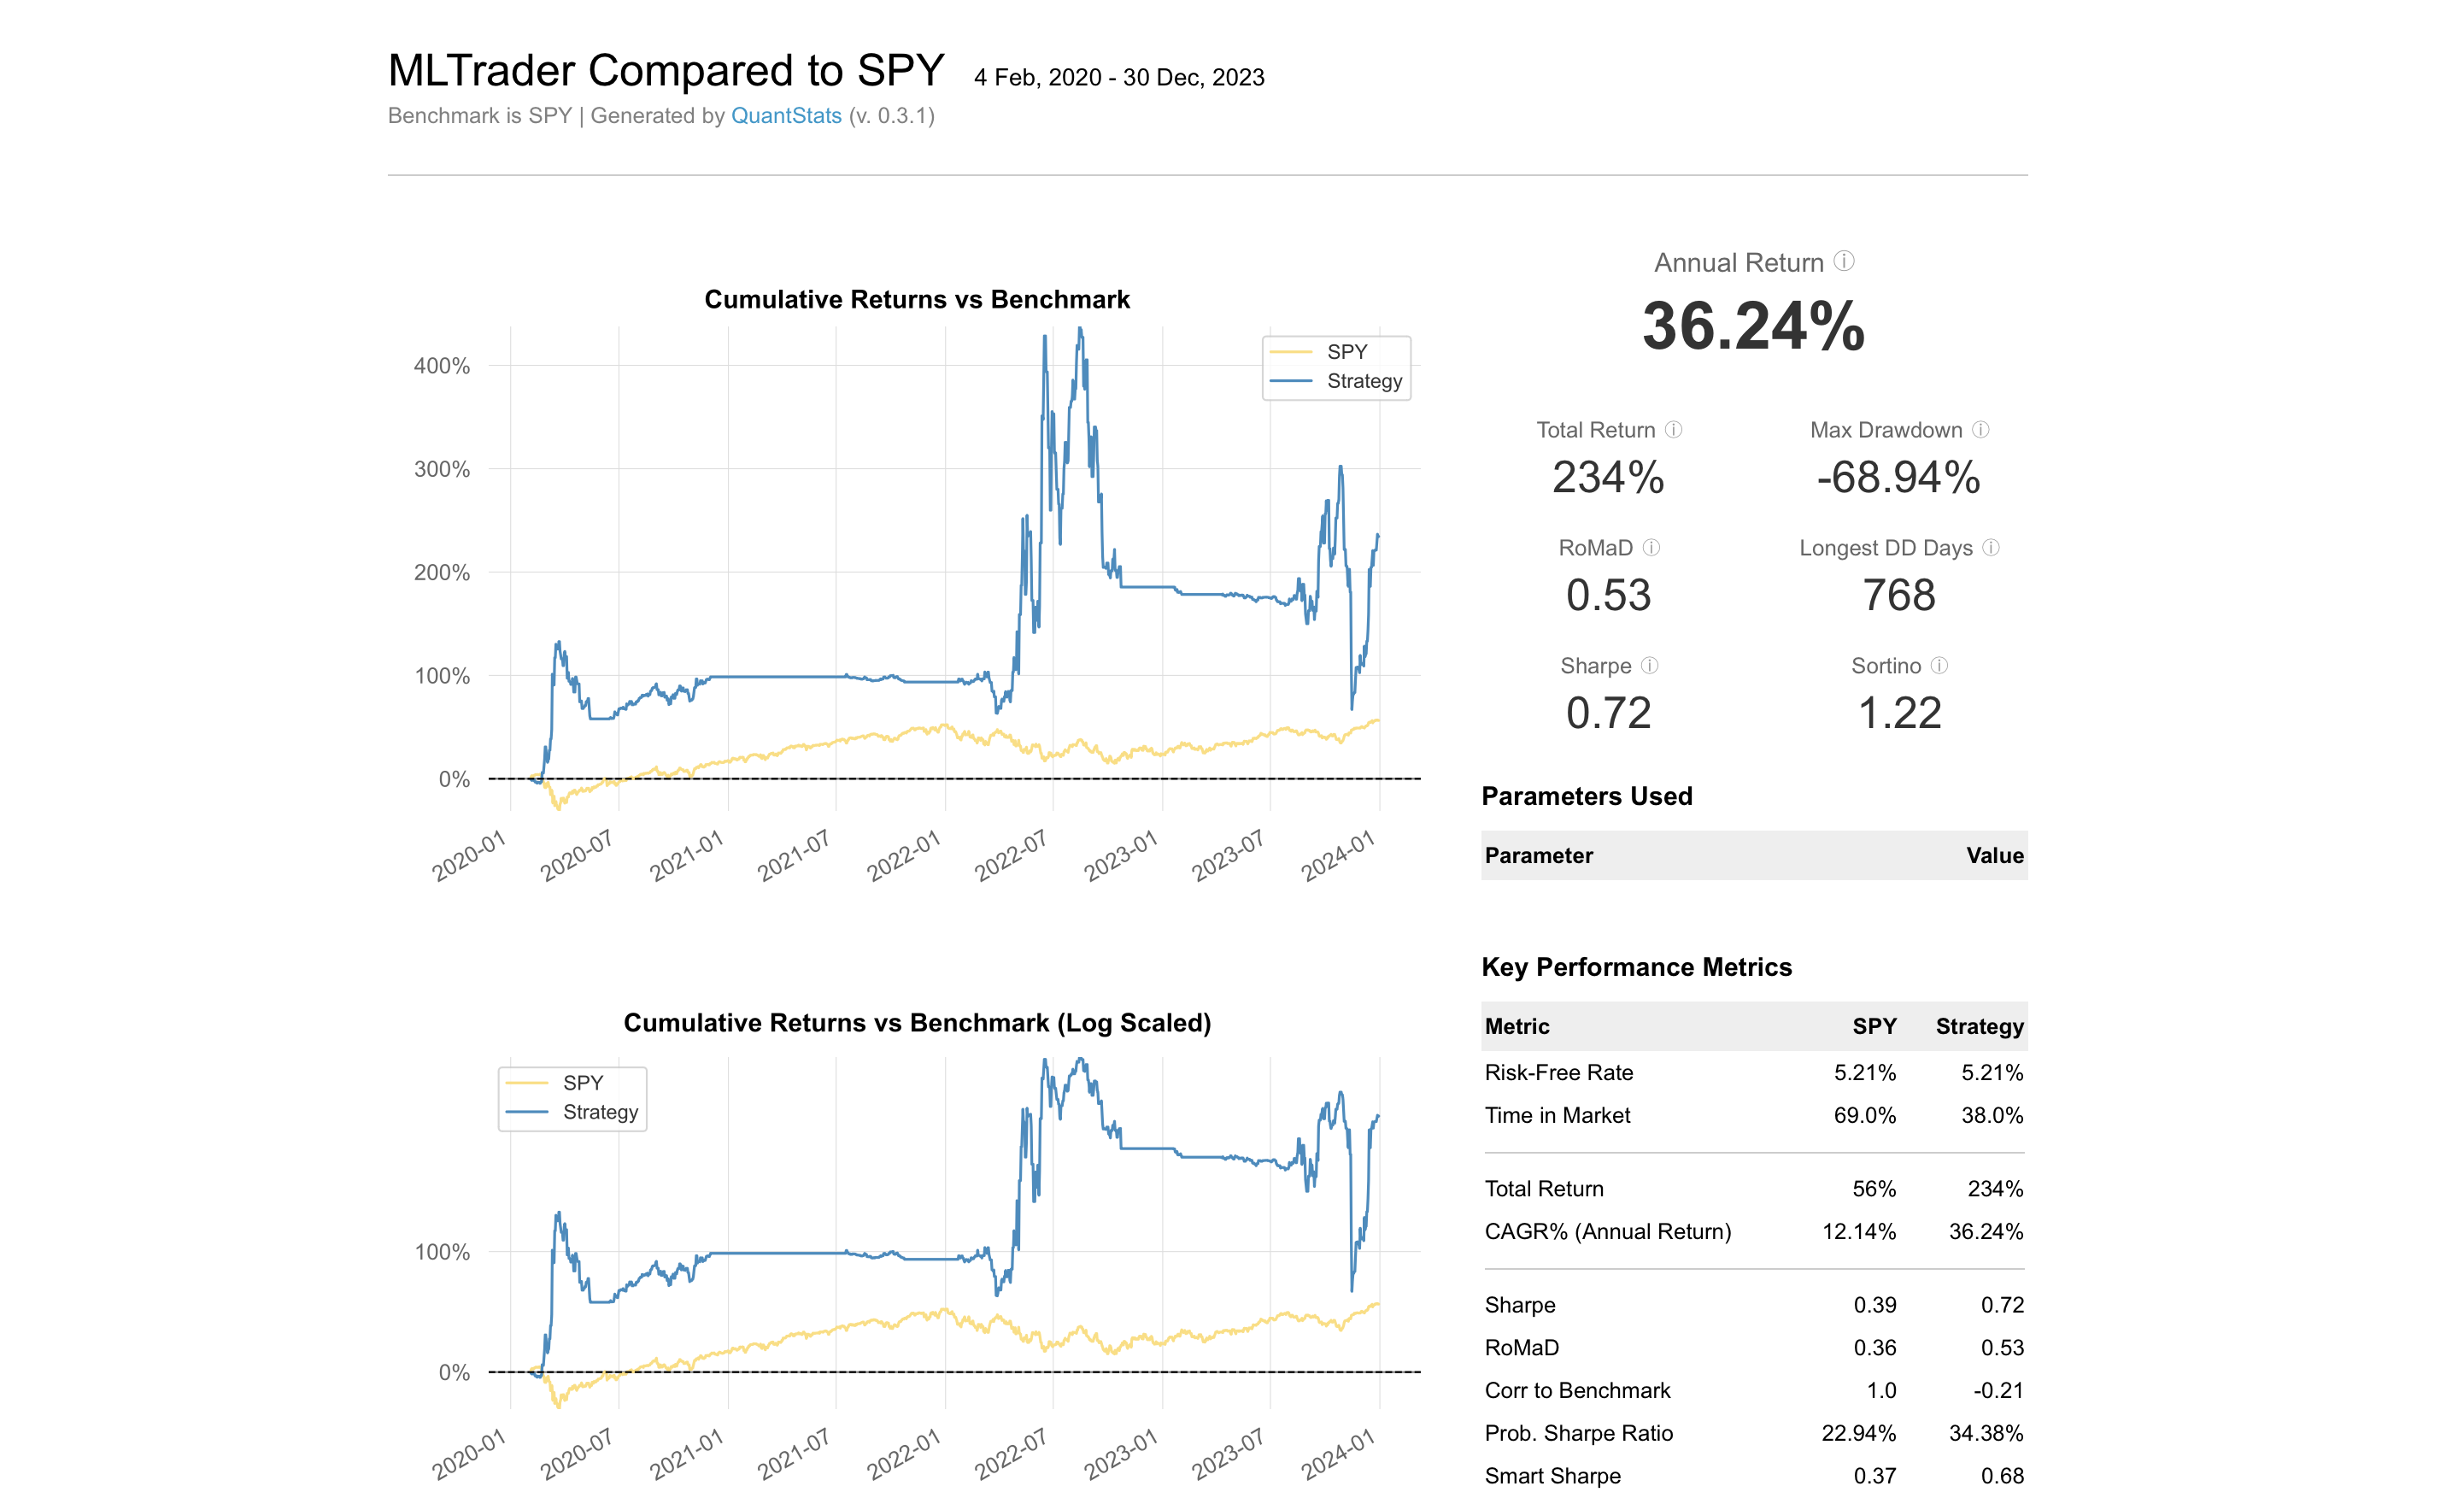 MLTrader Compared to SPY 4 Feb, 2020 - 30 Dec, 2023
Benchmark is SPY | Generated by QuantStats (v. 0.3.1)
Cumulative Returns vs Benchmark
SPY
Strategy
400%
300%
200%
100%
0%
2020-01 2020-07 2021-01 2021-07 2022-01 2022-07 2023-01 2023-07 2024-01
Cumulative Returns vs Benchmark (Log Scaled)
SPY
Strategy
100%
0%
2020-01 2020-07 2021-01 2021-07 2022-01 2022-07 2023-01 2023-07 2024-01
Annual Return ⓘ
36.24%
Total Return ⓘ Max Drawdown ⓘ
234% -68.94%
RoMaD ⓘ Longest DD Days ⓘ
0.53 768
Sharpe ⓘ Sortino ⓘ
0.72 1.22
Parameters Used
Parameter Value
Key Performance Metrics
Metric SPY Strategy
Risk-Free Rate 5.21% 5.21%
Time in Market 69.0% 38.0%
Total Return 56% 234%
CAGR% (Annual Return) 12.14% 36.24%
Sharpe 0.39 0.72
RoMaD 0.36 0.53
Corr to Benchmark 1.0 -0.21
Prob. Sharpe Ratio 22.94% 34.38%
Smart Sharpe 0.37 0.68